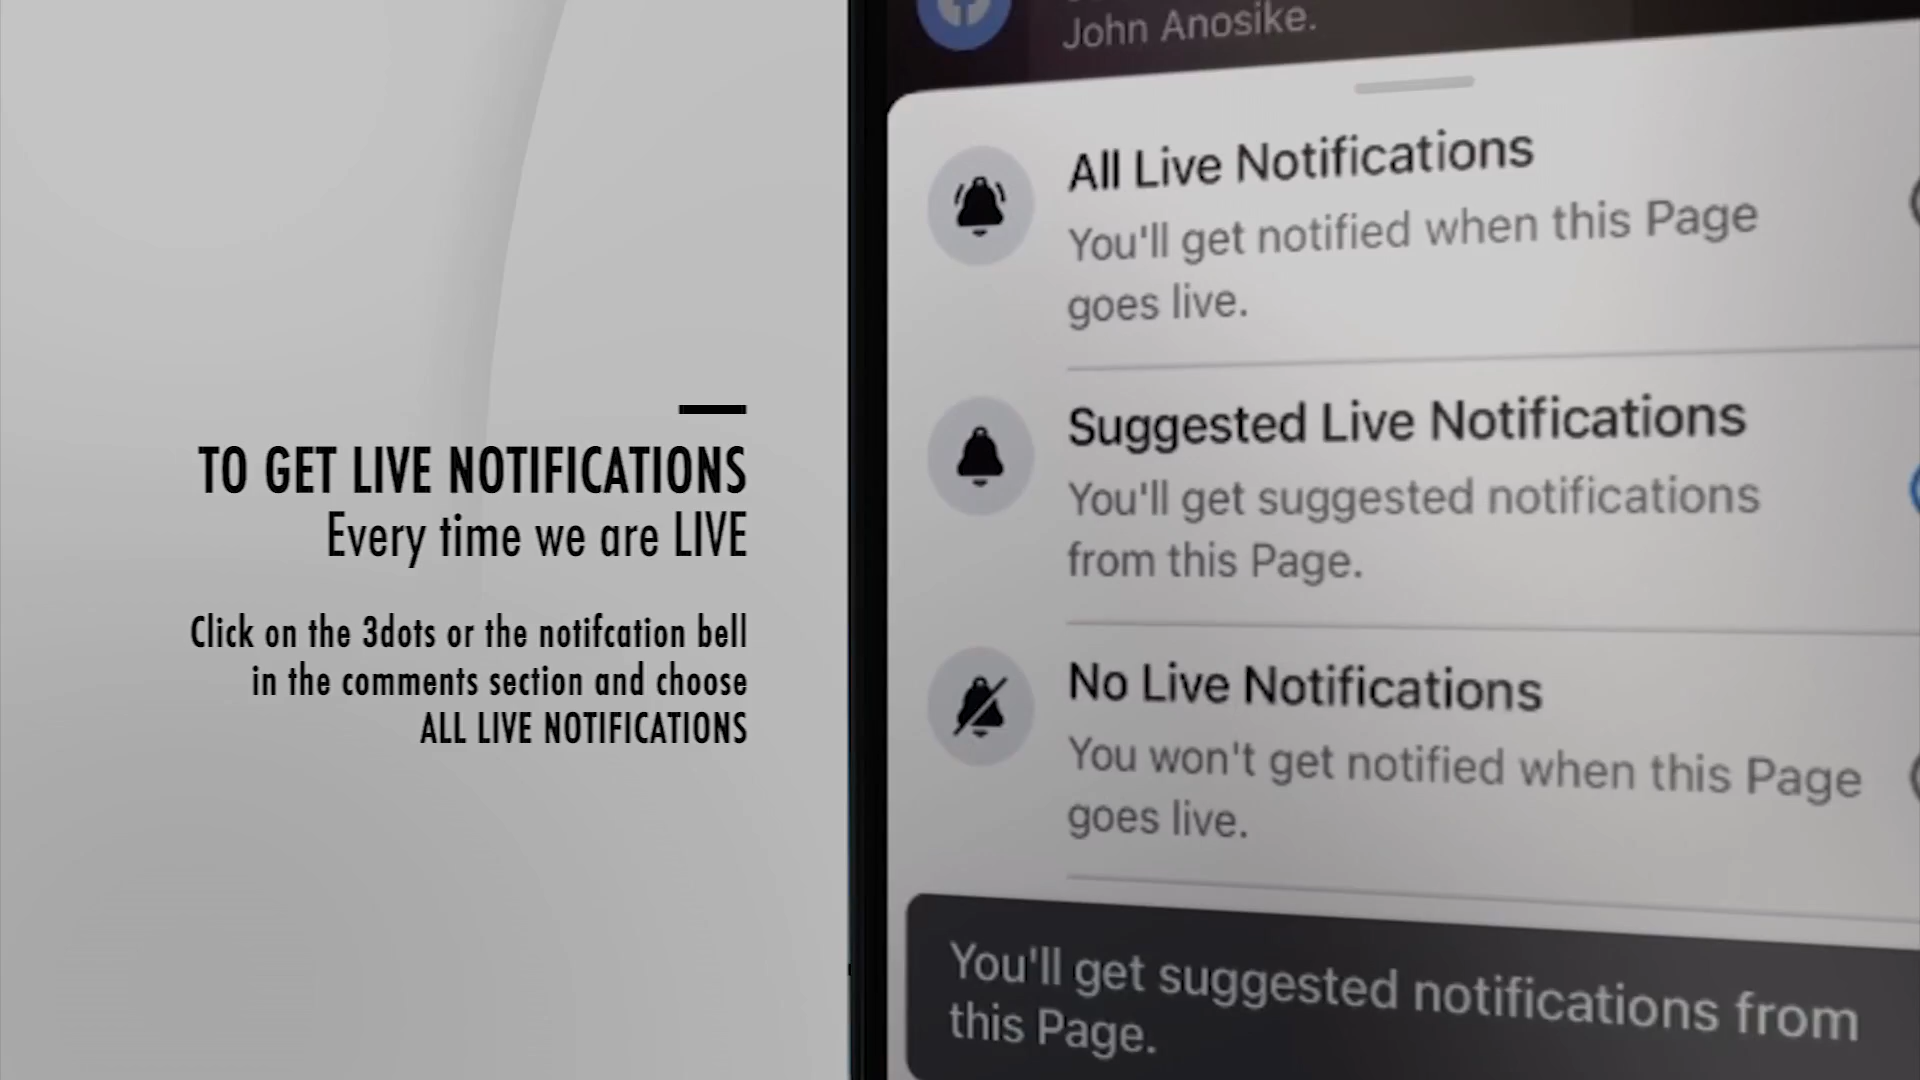 TO GET LIVE NOTIFICATIONS
Every time we are LIVE
Click on the 3dots or the notifcation bell
in the comments section and choose
ALL LIVE NOTIFICATIONS
John Anosike.
All Live Notifications
You'll get notified when this Page
goes live.
Suggested Live Notifications
You'll get suggested notifications
from this Page.
No Live Notifications
You won't get notified when this Page
goes live.
You'll get suggested notifications from
this Page.